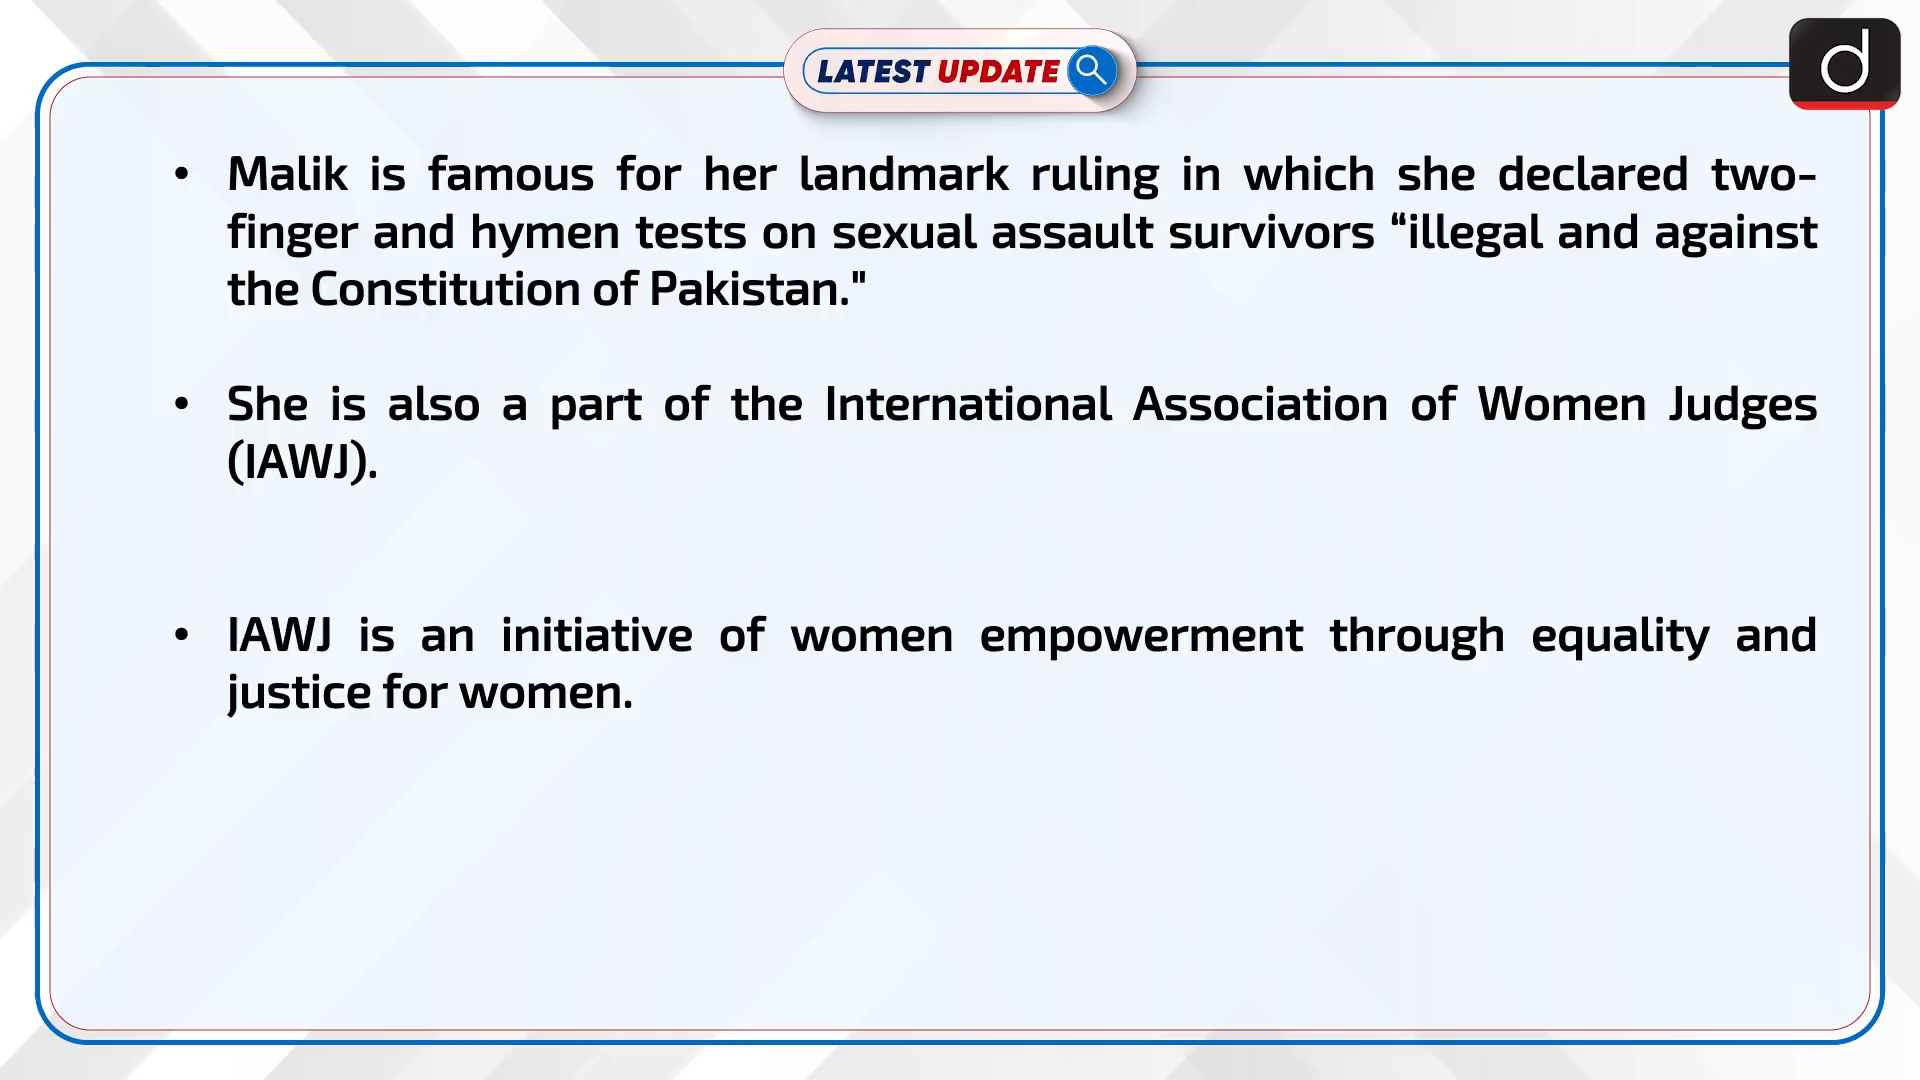 LATEST UPDATE
d
• Malik is famous for her landmark ruling in which she declared two-
finger and hymen tests on sexual assault survivors “illegal and against
the Constitution of Pakistan."
• She is also a part of the International Association of Women Judges
(IAWJ).
• IAWJ is an initiative of women empowerment through equality and
justice for women.